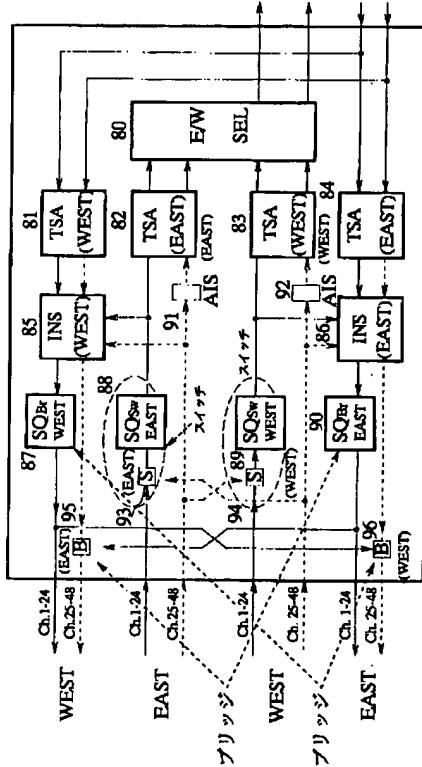 WEST
Ch.1-24
Ch.25-48
(EAST)
95
B
87
SQBr
WEST
85
INS
(WEST)
81
TSA
(WEST)
EAST
Ch.1-24
Ch.25-48
93
(EAST)
S
88
SQSw
EAST
スイッチ
91
AIS
82
TSA
(EAST)
(EAST)
80
E/W
SEL
WEST
Ch.1-24
Ch. 25-48
94
S
89
SQSw
WEST
(WEST)
スイッチ
92
AIS
83
TSA
(WEST)
(WEST)
EAST
Ch.1-24
Ch.25-48
96
B
(WEST)
90
SQBr
EAST
86
INS
(EAST)
84
TSA
(EAST)
ブリッジ
ブリッジ